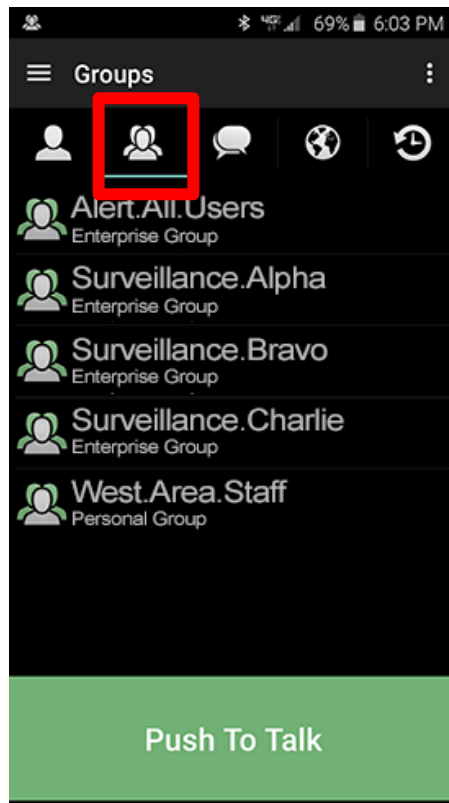 69% 6:03 PM
Groups
Alert.All.Users
Enterprise Group
Surveillance.Alpha
Enterprise Group
Surveillance.Bravo
Enterprise Group
Surveillance.Charlie
Enterprise Group
West.Area.Staff
Personal Group
Push To Talk